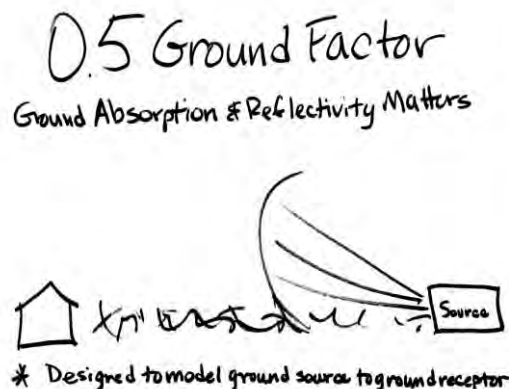 0.5 Ground Factor
Ground Absorption & Reflectivity Matters
Source
* Designed to model ground source to ground receptor